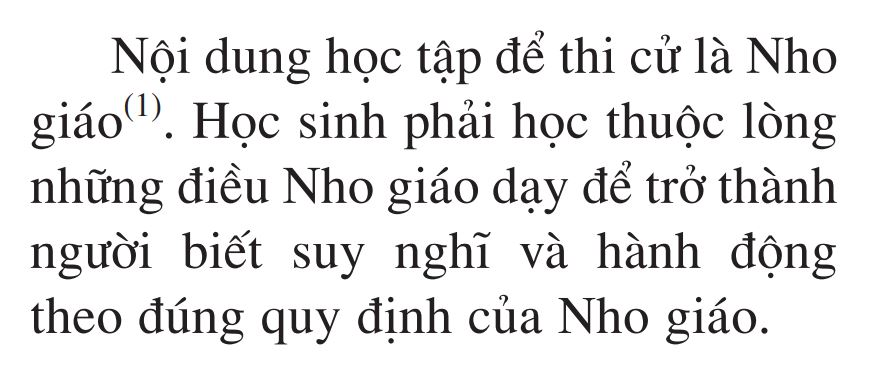 Nội dung học tập để thi cử là Nho
giáo(1). Học sinh phải học thuộc lòng
những điều Nho giáo dạy để trở thành
người biết suy nghĩ và hành động
theo đúng quy định của Nho giáo.